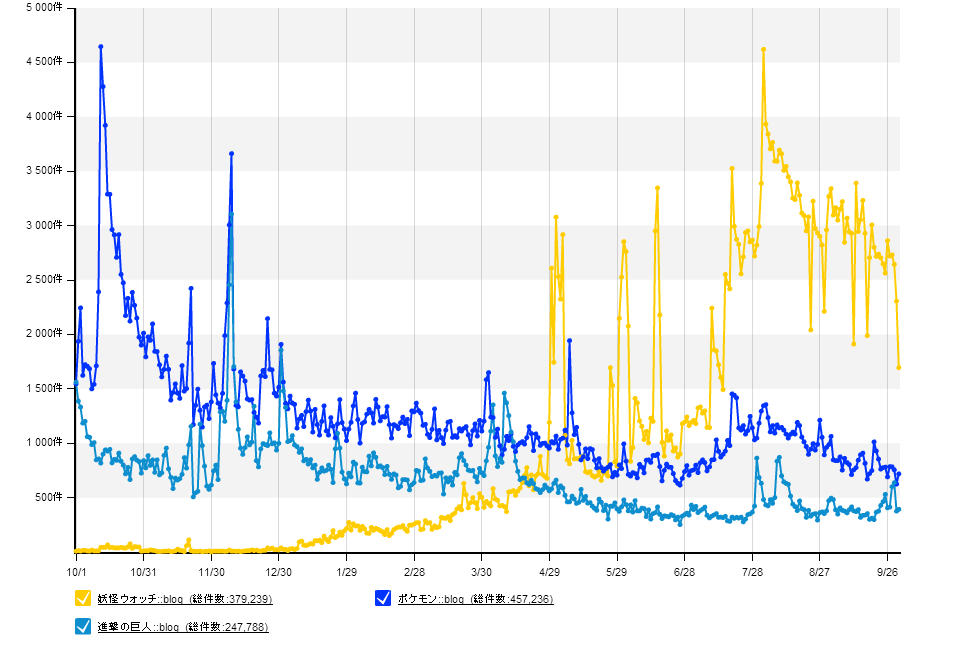 5 000件
4 500件
4 000件
3 500件
3 000件
2 500件
2 000件
1 500件
1 000件
500件
10/1 10/31 11/30 12/30 1/29 2/28 3/30 4/29 5/29 6/28 7/28 8/27 9/26
妖怪ウォッチ::blog (総件数:379,239) ポケモン::blog (総件数:457,236)
進撃の巨人::blog (総件数:247,788)